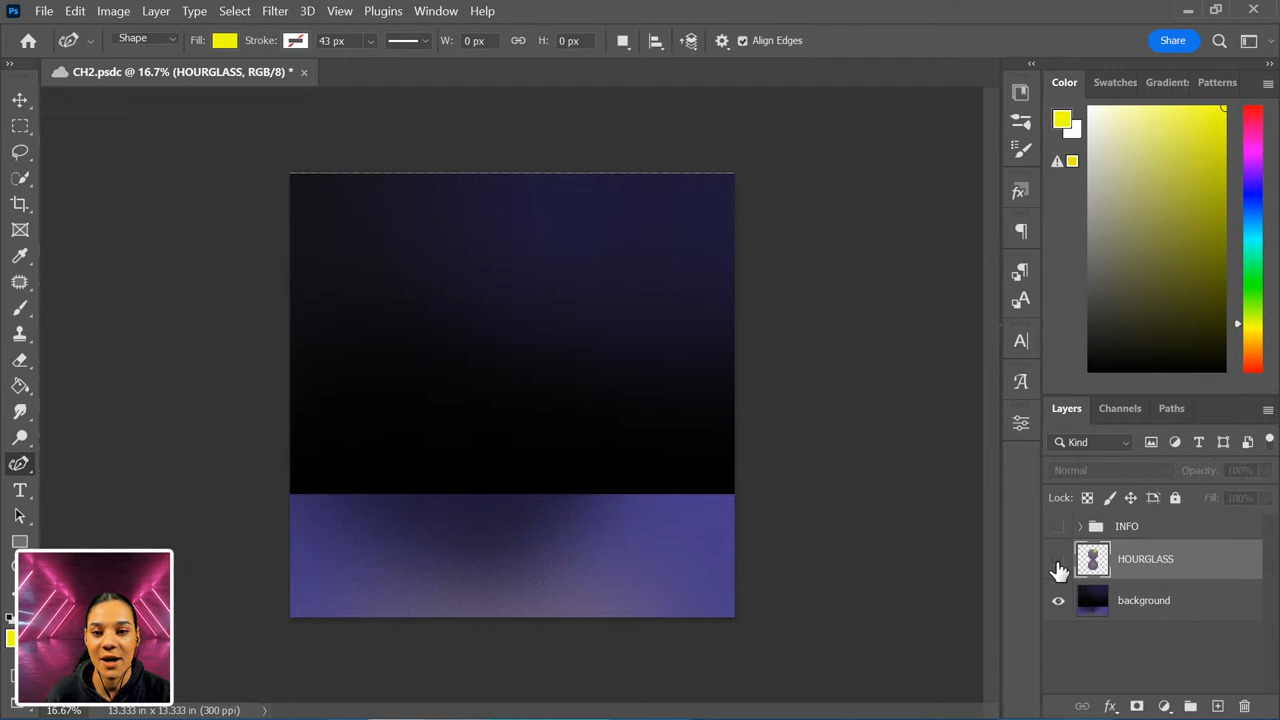 Ps File Edit Image Layer Type Select Filter 3D View Plugins Window Help
Shape Fill: Stroke: 43 px W: 0 px H: 0 px Align Edges Share
CH2.psdc @ 16.7% (HOURGLASS, RGB/8) *
Color Swatches Gradients Patterns
Layers Channels Paths
Kind
Normal Opacity: 100%
Lock: Fill: 100%
INFO
HOURGLASS
background
16.67% 13.333 in x 13.333 in (300 ppi)